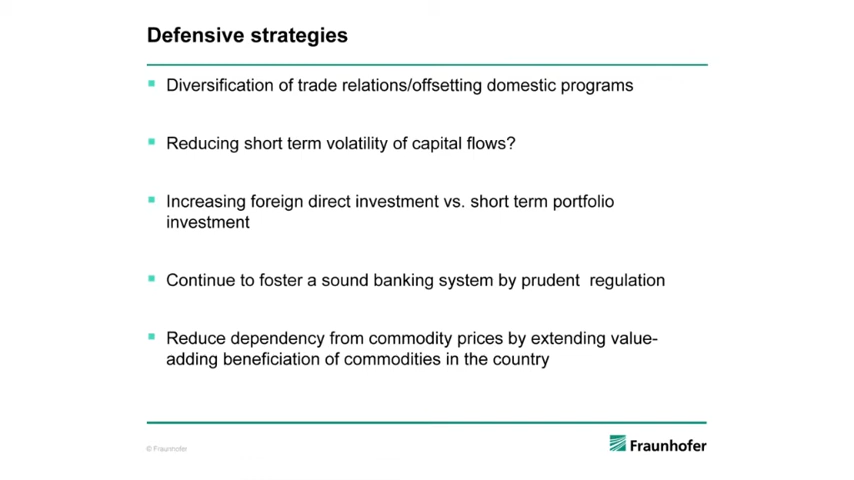 Defensive strategies
Diversification of trade relations/offsetting domestic programs
Reducing short term volatility of capital flows?
Increasing foreign direct investment vs. short term portfolio
investment
Continue to foster a sound banking system by prudent  regulation
Reduce dependency from commodity prices by extending value-
adding beneficiation of commodities in the country
© Fraunhofer
Fraunhofer